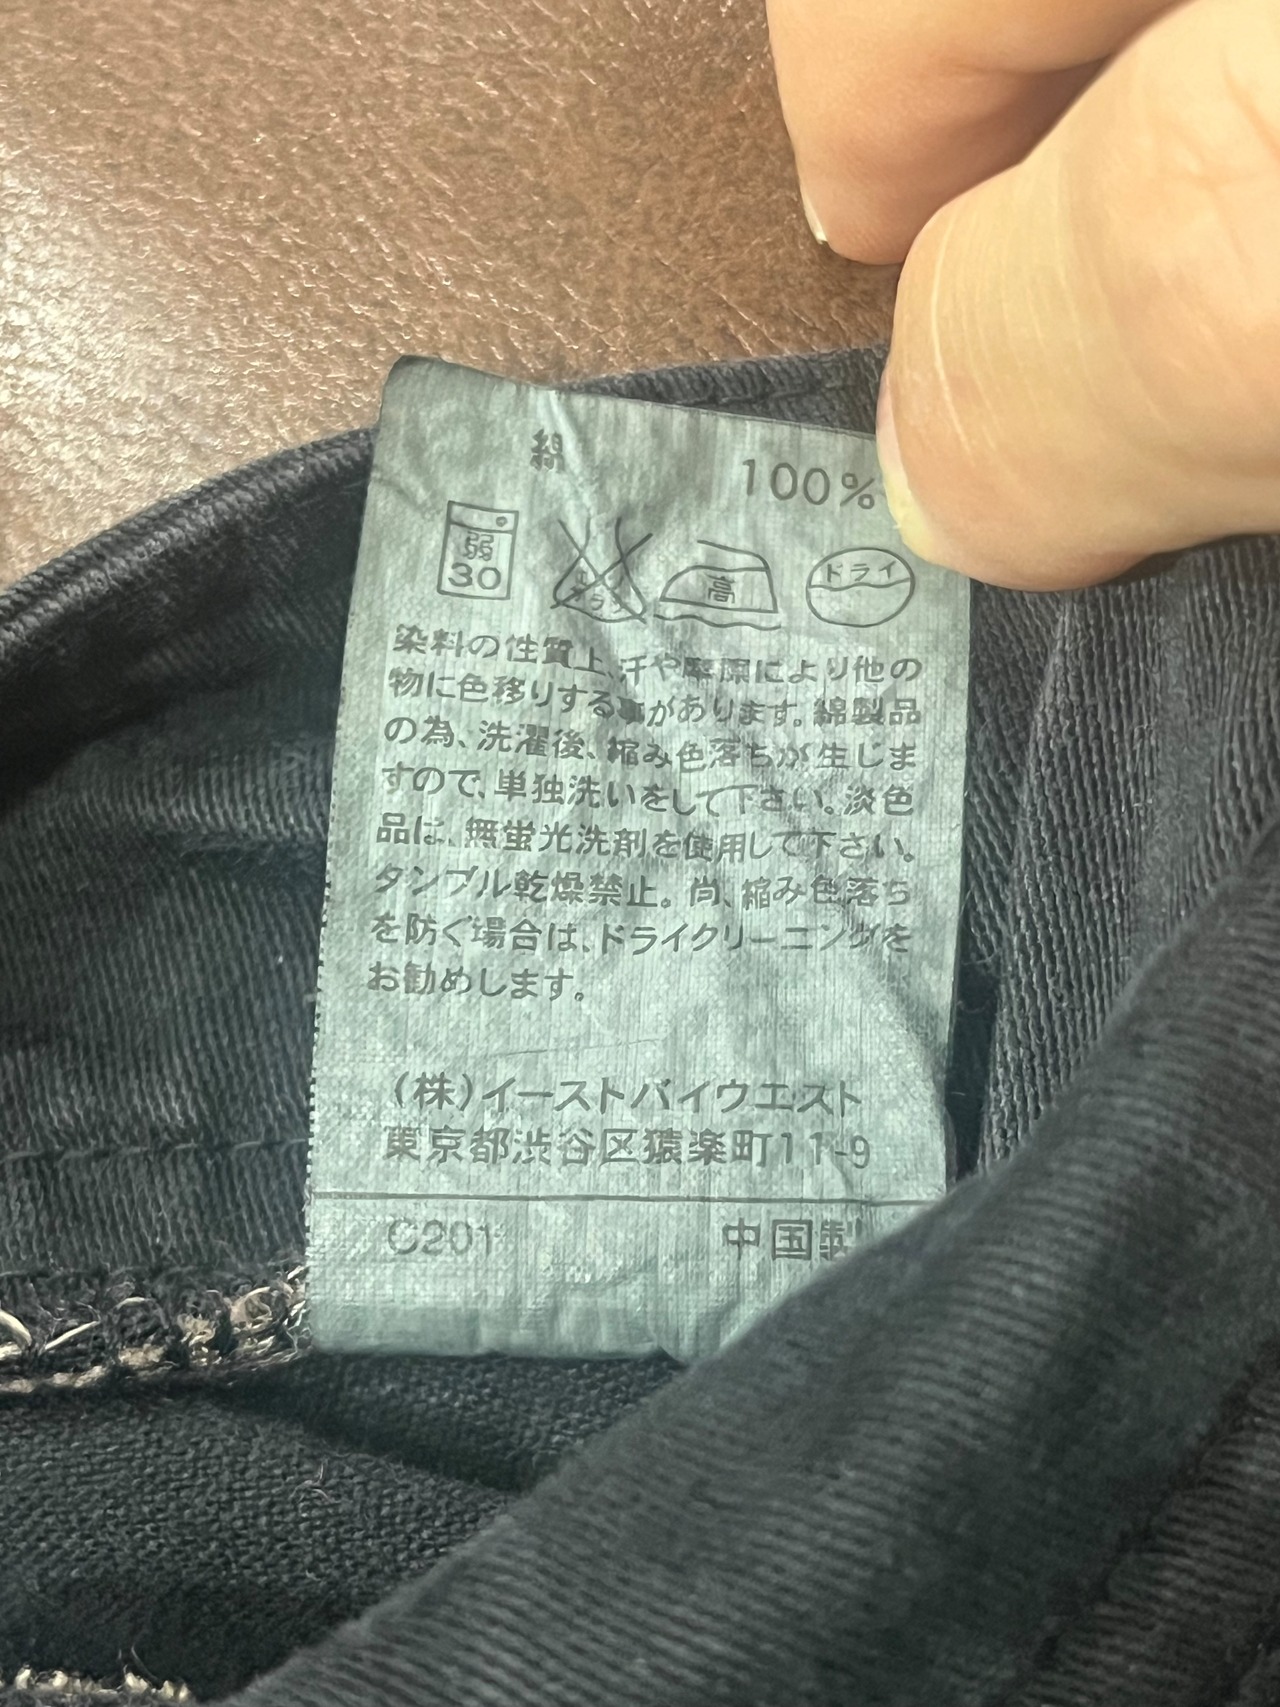 綿 100%
弱 30 エンソ サラシ 高 ドライ
染料の性質上、汗や摩擦により他の
物に色移りする事があります。綿製品
の為、洗濯後、縮み色落ちが生じま
すので、単独洗いをして下さい。淡色
品は、無蛍光洗剤を使用して下さい。
タンブル乾燥禁止。尚、縮み色落ち
を防ぐ場合は、ドライクリーニングを
お勧めします。
(株)イーストバイウエスト
東京都渋谷区猿楽町11-9
C201 中国製